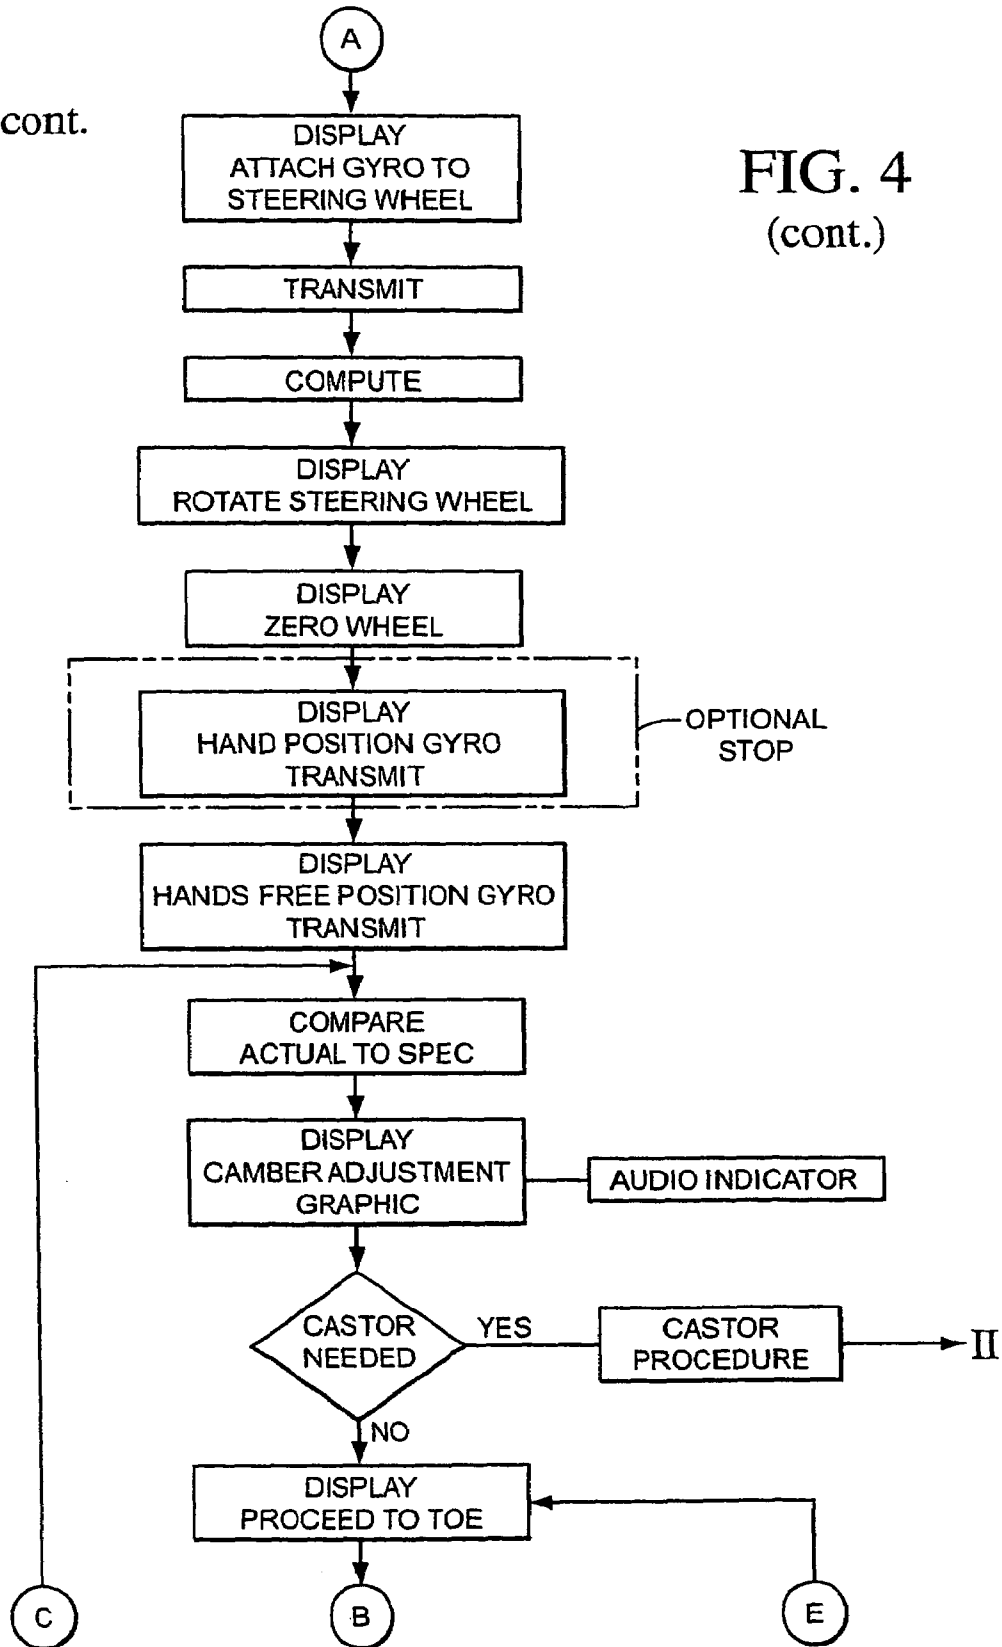 A
cont.
DISPLAY
ATTACH GYRO TO
STEERING WHEEL
FIG. 4
(cont.)
TRANSMIT
COMPUTE
DISPLAY
ROTATE STEERING WHEEL
DISPLAY
ZERO WHEEL
DISPLAY
HAND POSITION GYRO
TRANSMIT
OPTIONAL
STOP
DISPLAY
HANDS FREE POSITION GYRO
TRANSMIT
COMPARE
ACTUAL TO SPEC
DISPLAY
CAMBER ADJUSTMENT
GRAPHIC
AUDIO INDICATOR
CASTOR
NEEDED
YES
CASTOR
PROCEDURE
II
NO
DISPLAY
PROCEED TO TOE
C
B
E